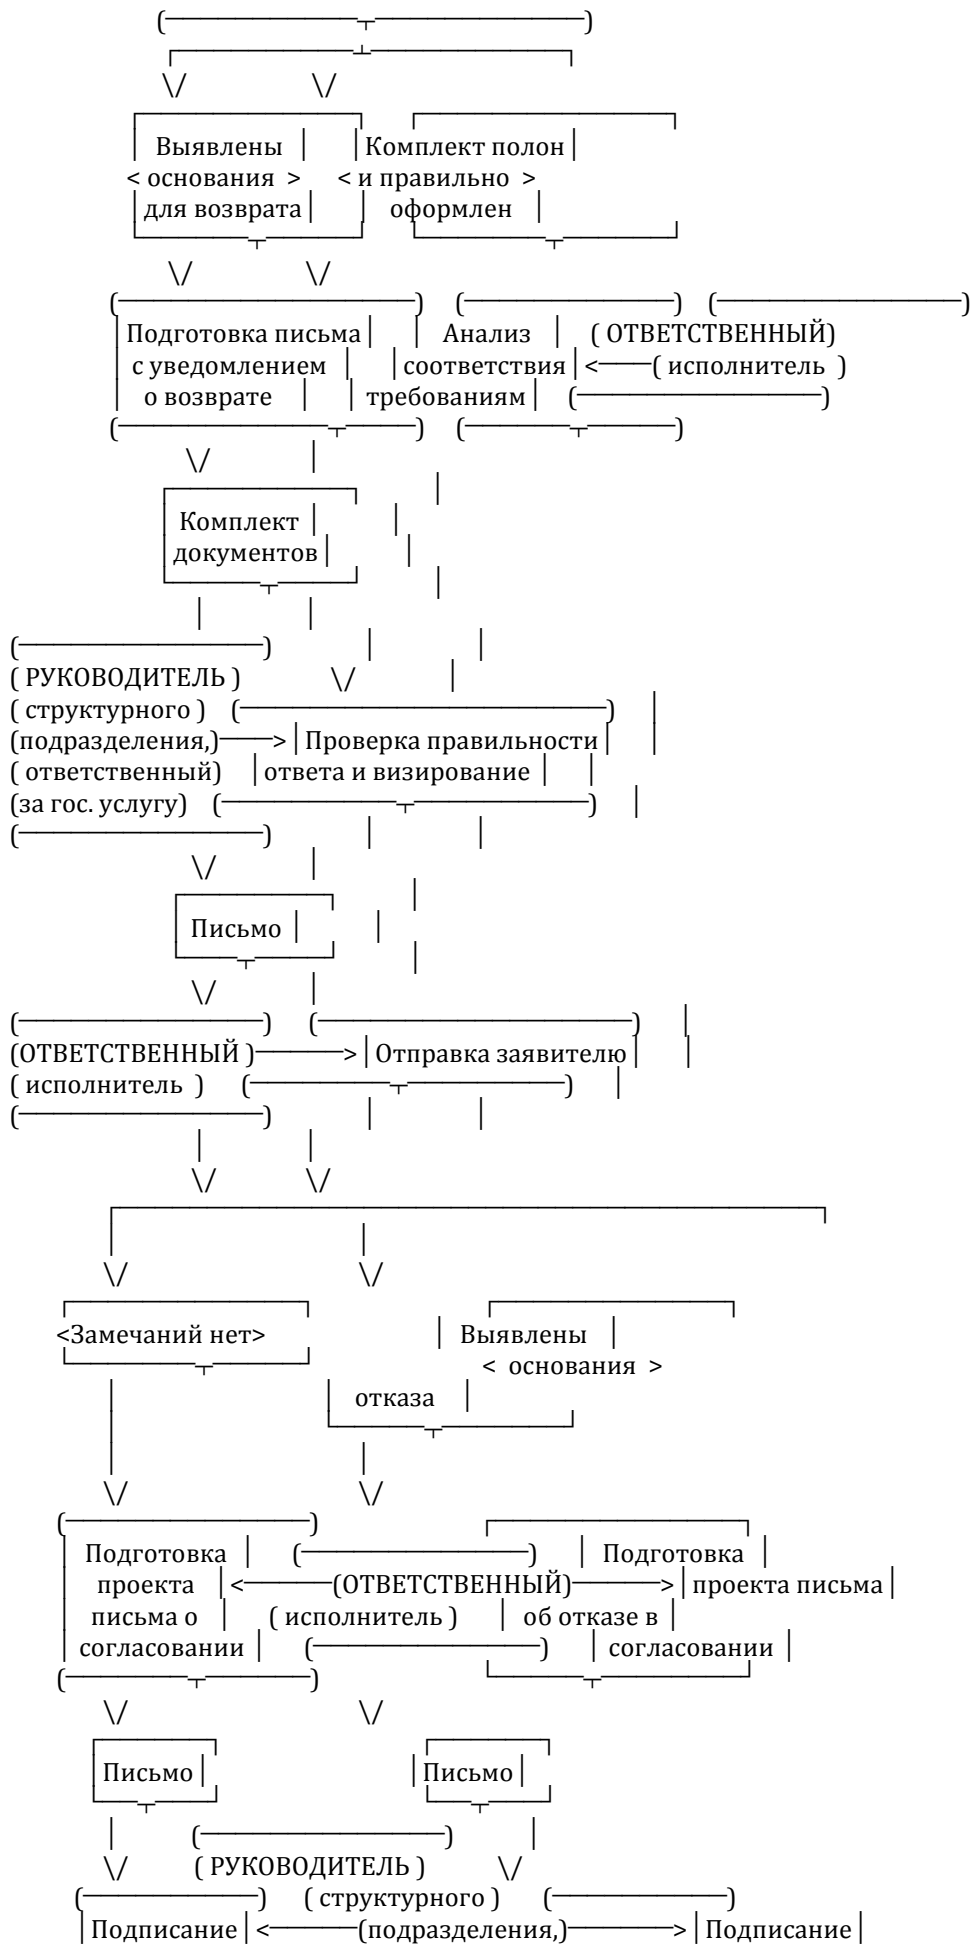 Выявлены Комплект полон
< основания > < и правильно >
для возврата оформлен
Подготовка письма Анализ ( ОТВЕТСТВЕННЫЙ)
с уведомлением соответствия <───( исполнитель )
о возврате требованиям
Комплект
документов
( РУКОВОДИТЕЛЬ )
( структурного )
(подразделения,)───> Проверка правильности
( ответственный) ответа и визирование
(за гос. услугу)
Письмо
(ОТВЕТСТВЕННЫЙ )─────> Отправка заявителю
( исполнитель )
<Замечаний нет> Выявлены
< основания >
отказа
Подготовка Подготовка
проекта <─────(ОТВЕТСТВЕННЫЙ)─────> проекта письма
письма о ( исполнитель ) об отказе в
согласовании согласовании
Письмо Письмо
( РУКОВОДИТЕЛЬ )
( структурного )
Подписание <─────(подразделения,)──────> Подписание